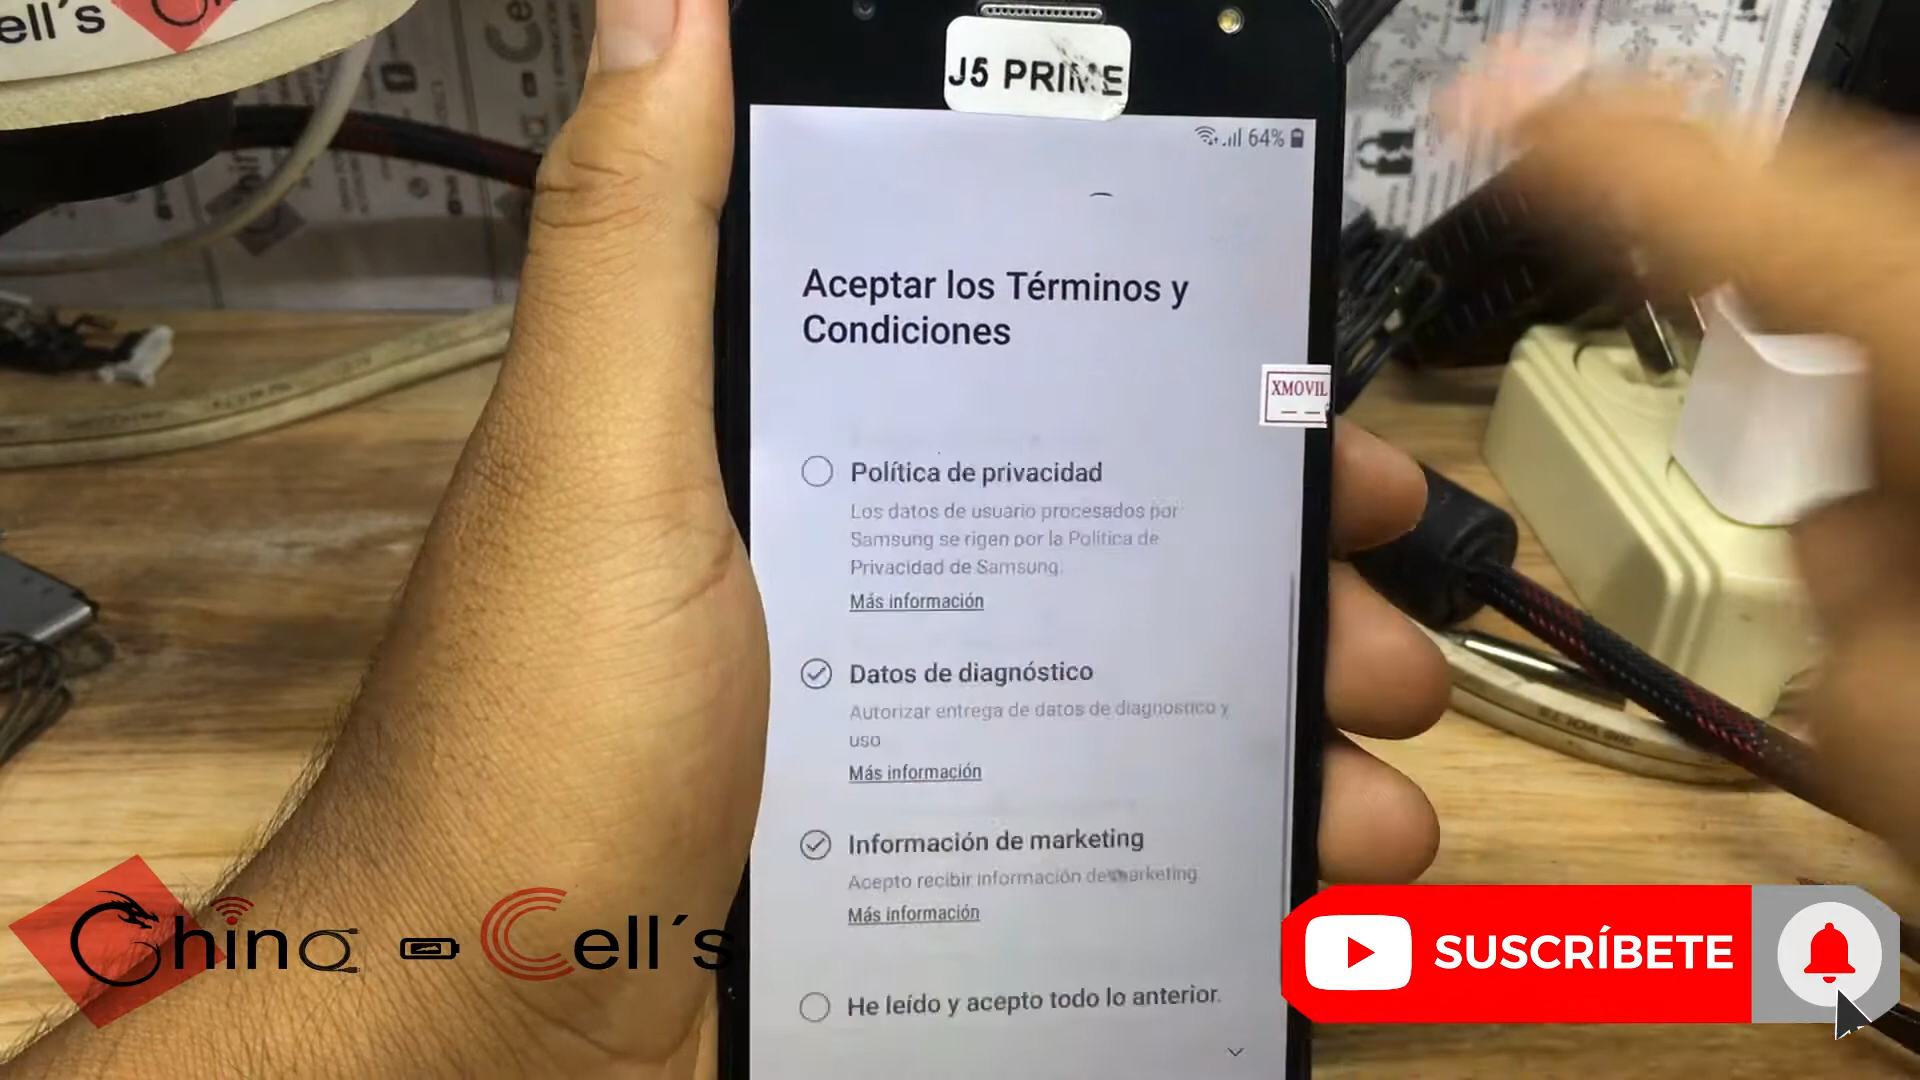 ell´s
J5 PRIME
64%
Aceptar los Términos y
Condiciones
XMOVIL
Política de privacidad
Los datos de usuario procesados por
Samsung se rigen por la Política de
Privacidad de Samsung.
Más información
Datos de diagnóstico
Autorizar entrega de datos de diagnostico y
uso
Más información
Información de marketing
Acepto recibir información de marketing
Más información
He leído y acepto todo lo anterior.
China - Cell´s
SUSCRÍBETE